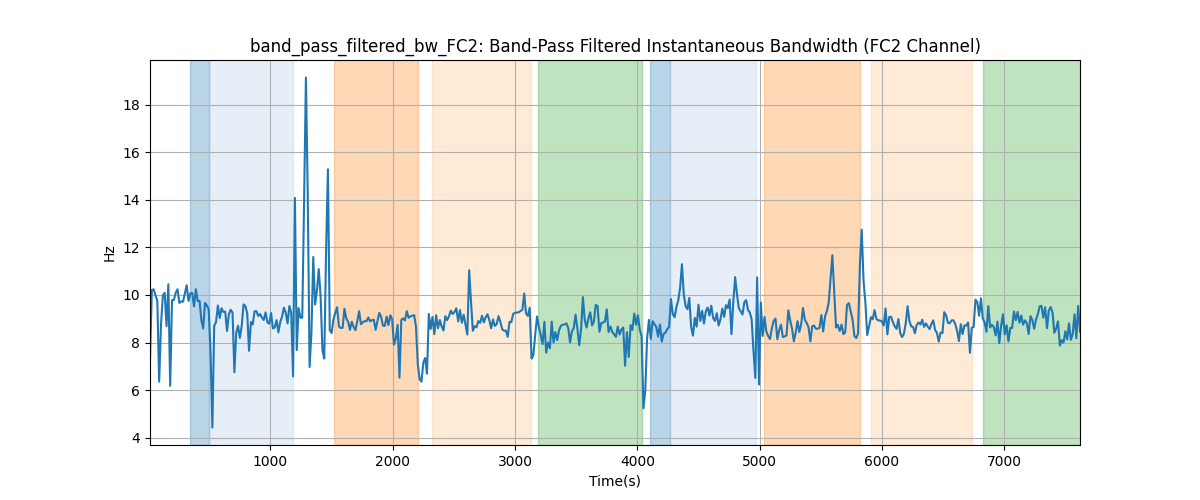 band_pass_filtered_bw_FC2: Band-Pass Filtered Instantaneous Bandwidth (FC2 Channel)
18
16
14
12
10
8
6
4
Hz
1000 2000 3000 4000 5000 6000 7000
Time(s)